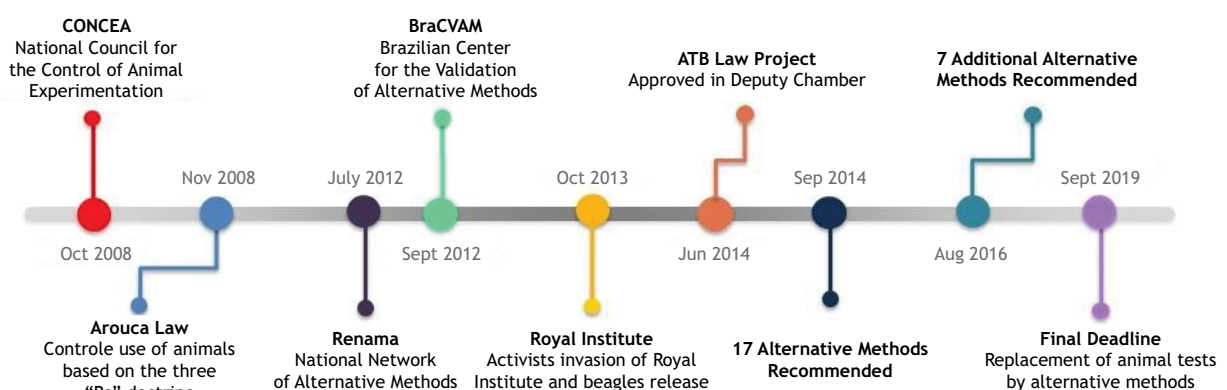 CONCEA
National Council for
the Control of Animal
Experimentation
Oct 2008
Nov 2008
Arouca Law
Controle use of animals
based on the three
“Rs” doctrine
July 2012
Renama
National Network
of Alternative Methods
BraCVAM
Brazilian Center
for the Validation
of Alternative Methods
Sept 2012
Oct 2013
Royal Institute
Activists invasion of Royal
Institute and beagles release
ATB Law Project
Approved in Deputy Chamber
Jun 2014
Sep 2014
17 Alternative Methods
Recommended
7 Additional Alternative
Methods Recommended
Aug 2016
Sept 2019
Final Deadline
Replacement of animal tests
by alternative methods